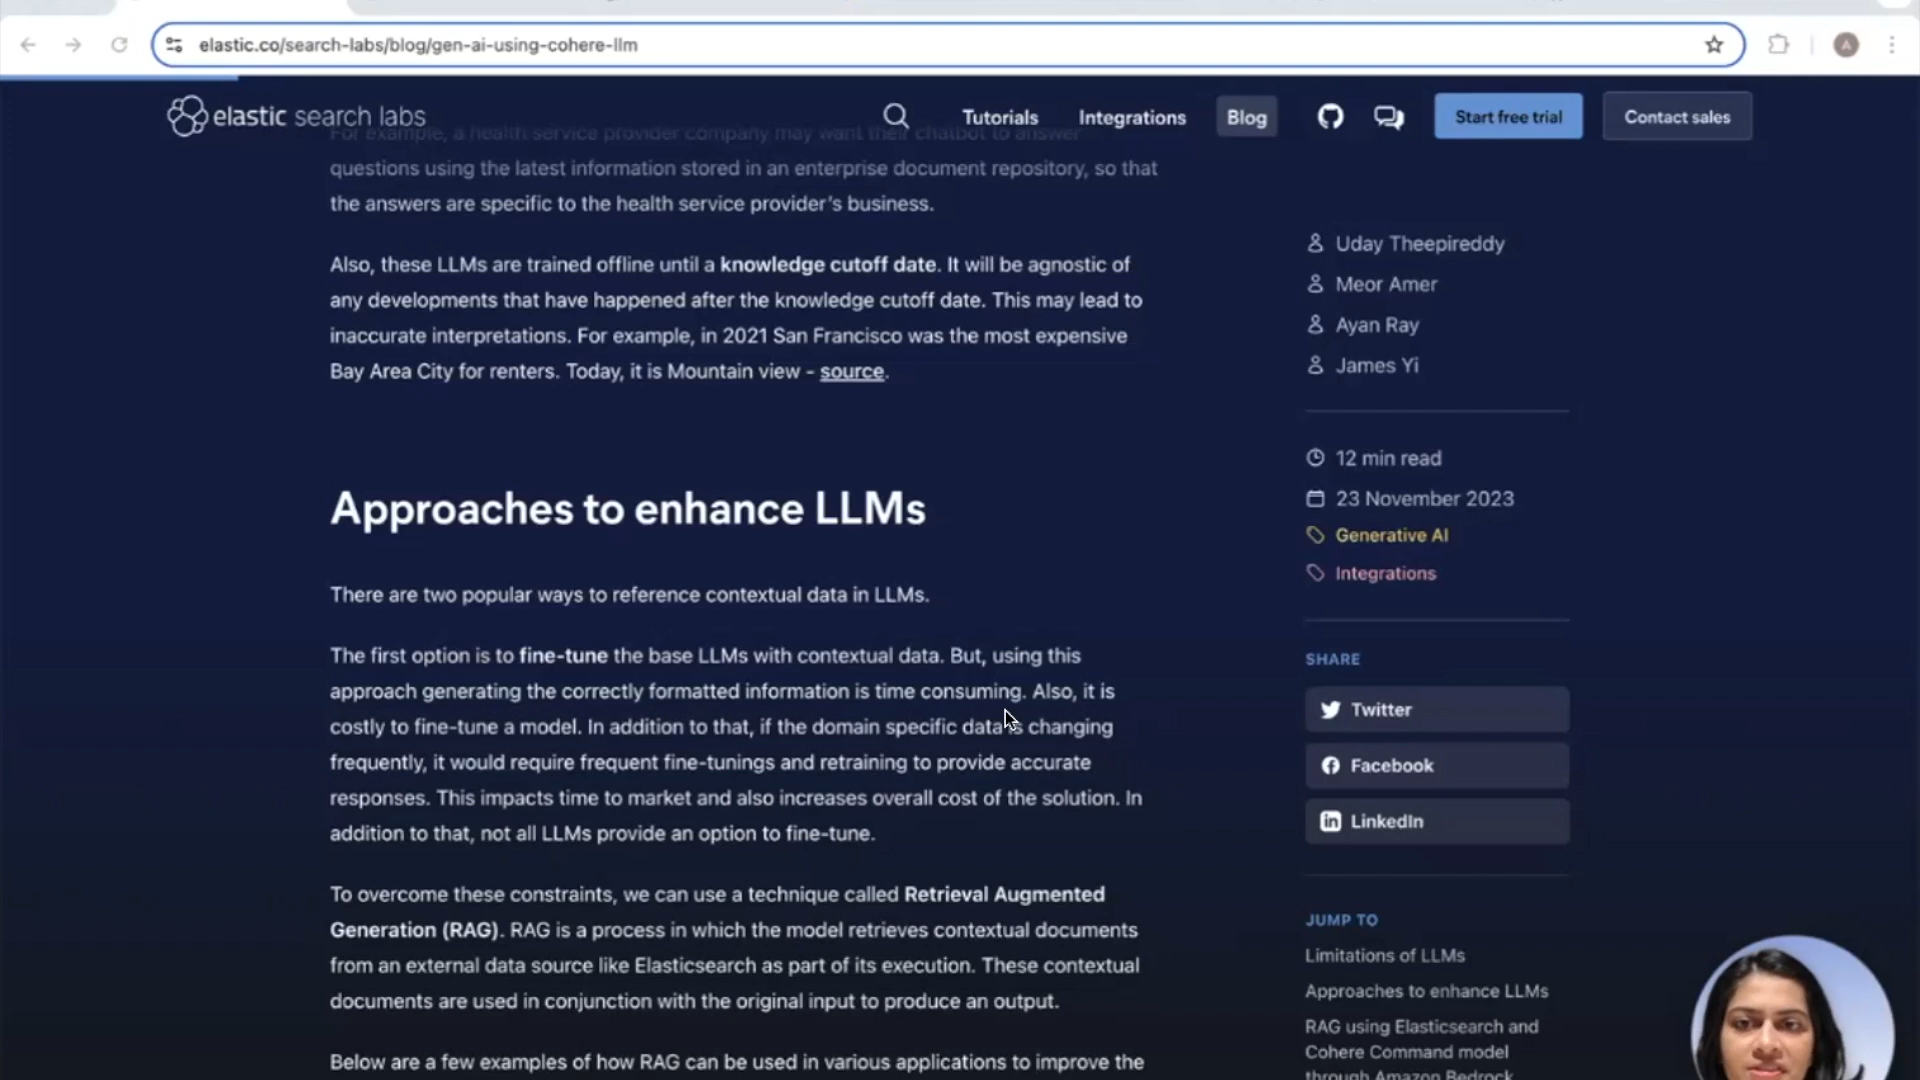 elastic.co/search-labs/blog/gen-ai-using-cohere-llm
A
elastic search labs
Tutorials
Integrations
Blog
Start free trial
Contact sales
For example, a health service provider company may want their chatbot to answer
questions using the latest information stored in an enterprise document repository, so that
the answers are specific to the health service provider's business.
Also, these LLMs are trained offline until a knowledge cutoff date. It will be agnostic of
any developments that have happened after the knowledge cutoff date. This may lead to
inaccurate interpretations. For example, in 2021 San Francisco was the most expensive
Bay Area City for renters. Today, it is Mountain view - source.
Approaches to enhance LLMs
There are two popular ways to reference contextual data in LLMs.
The first option is to fine-tune the base LLMs with contextual data. But, using this
approach generating the correctly formatted information is time consuming. Also, it is
costly to fine-tune a model. In addition to that, if the domain specific data is changing
frequently, it would require frequent fine-tunings and retraining to provide accurate
responses. This impacts time to market and also increases overall cost of the solution. In
addition to that, not all LLMs provide an option to fine-tune.
To overcome these constraints, we can use a technique called Retrieval Augmented
Generation (RAG). RAG is a process in which the model retrieves contextual documents
from an external data source like Elasticsearch as part of its execution. These contextual
documents are used in conjunction with the original input to produce an output.
Below are a few examples of how RAG can be used in various applications to improve the
Uday Theepireddy
Meor Amer
Ayan Ray
James Yi
12 min read
23 November 2023
Generative AI
Integrations
SHARE
Twitter
Facebook
LinkedIn
JUMP TO
Limitations of LLMs
Approaches to enhance LLMs
RAG using Elasticsearch and
Cohere Command model
through Amazon Bedrock